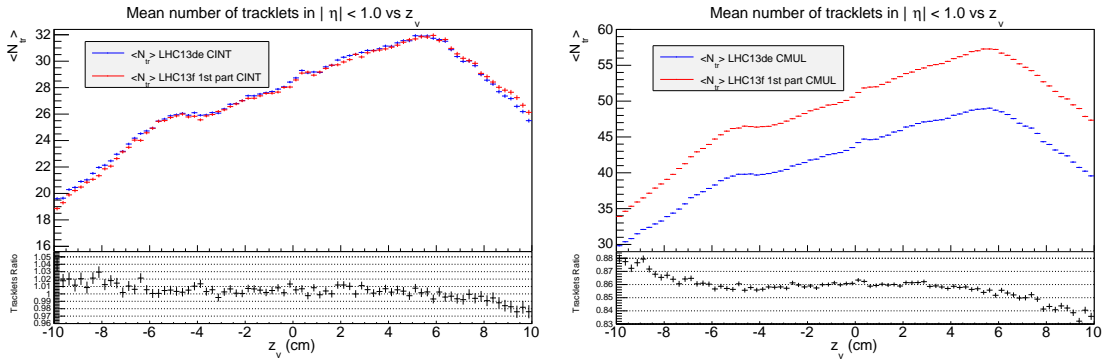 Mean number of tracklets in | η| < 1.0 vs z_v
<N_tr>
<N_tr> LHC13de CINT
<N_tr> LHC13f 1st part CINT
32
30
28
26
24
22
20
18
16
Tracklets Ratio
1.05
1.03
1.02
1.01
1.00
0.99
0.98
0.97
0.96
-10 -8 -6 -4 -2 0 2 4 6 8 10
z_v (cm)
Mean number of tracklets in | η| < 1.0 vs z_v
<N_tr>
<N_tr> LHC13de CMUL
<N_tr> LHC13f 1st part CMUL
60
55
50
45
40
35
30
Tracklets Ratio
0.88
0.87
0.86
0.85
0.84
0.83
-10 -8 -6 -4 -2 0 2 4 6 8 10
z_v (cm)